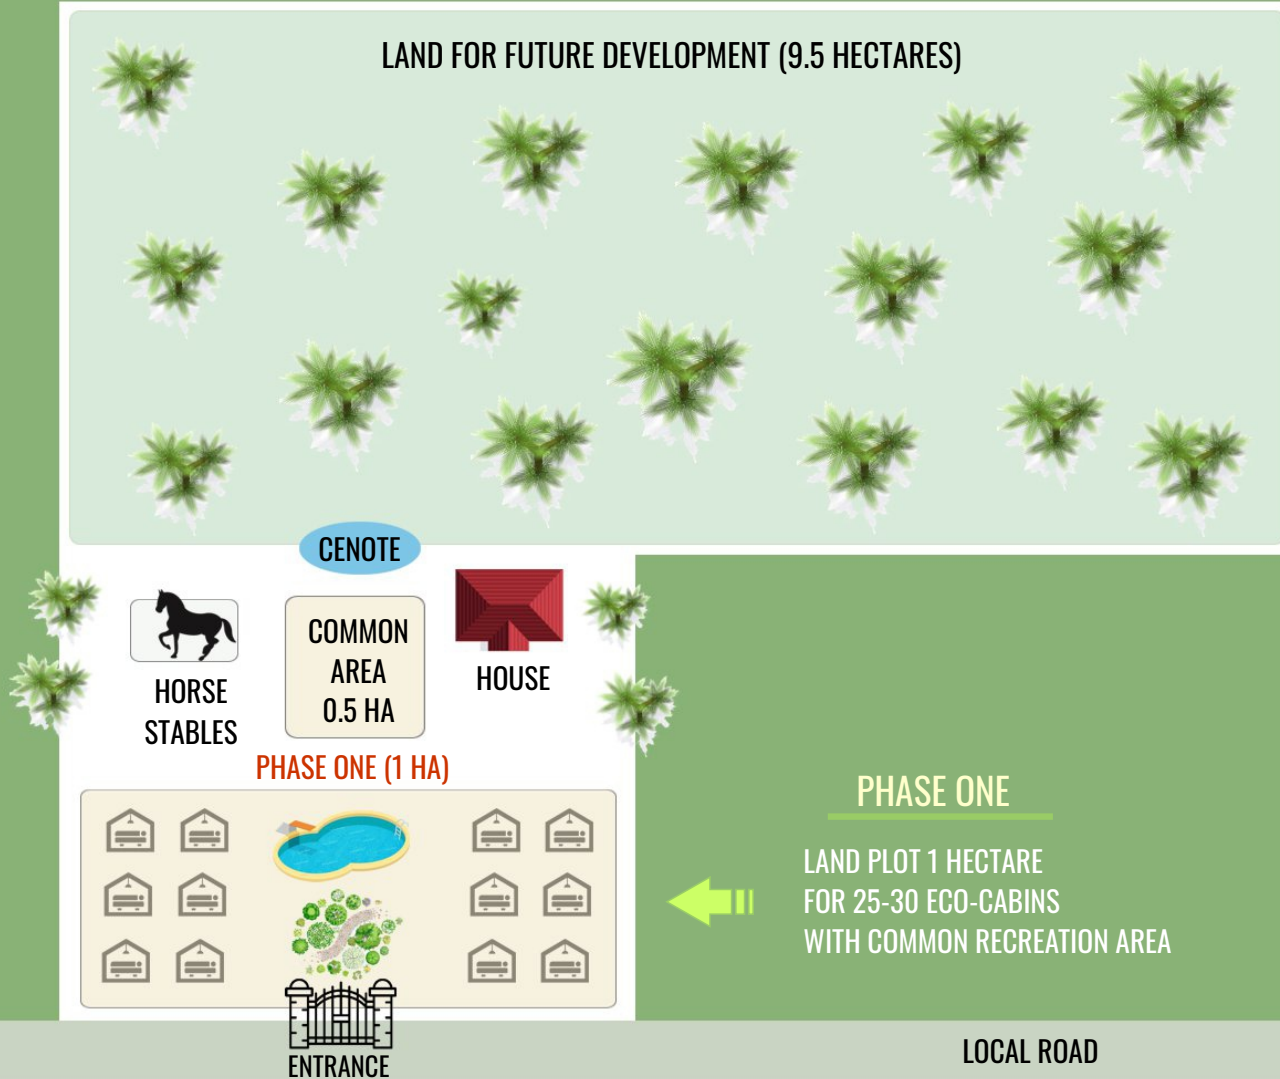 LAND FOR FUTURE DEVELOPMENT (9.5 HECTARES)
CENOTE
HORSE
STABLES
COMMON
AREA
0.5 HA
HOUSE
PHASE ONE (1 HA)
PHASE ONE
LAND PLOT 1 HECTARE
FOR 25-30 ECO-CABINS
WITH COMMON RECREATION AREA
ENTRANCE
LOCAL ROAD